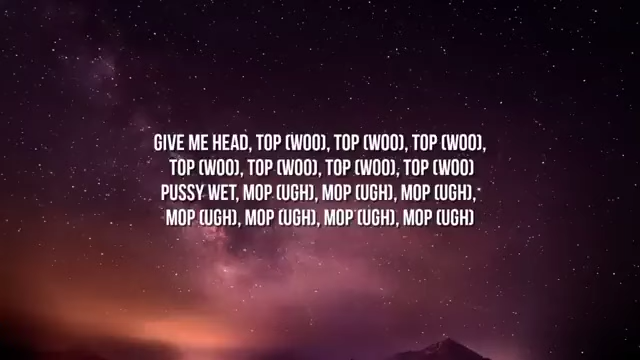 GIVE ME HEAD, TOP (WOO), TOP (WOO), TOP (WOO),
TOP (WOO), TOP (WOO), TOP (WOO), TOP (WOO)
PUSSY WET, MOP (UGH), MOP (UGH), MOP (UGH),
MOP (UGH), MOP (UGH), MOP (UGH), MOP (UGH)